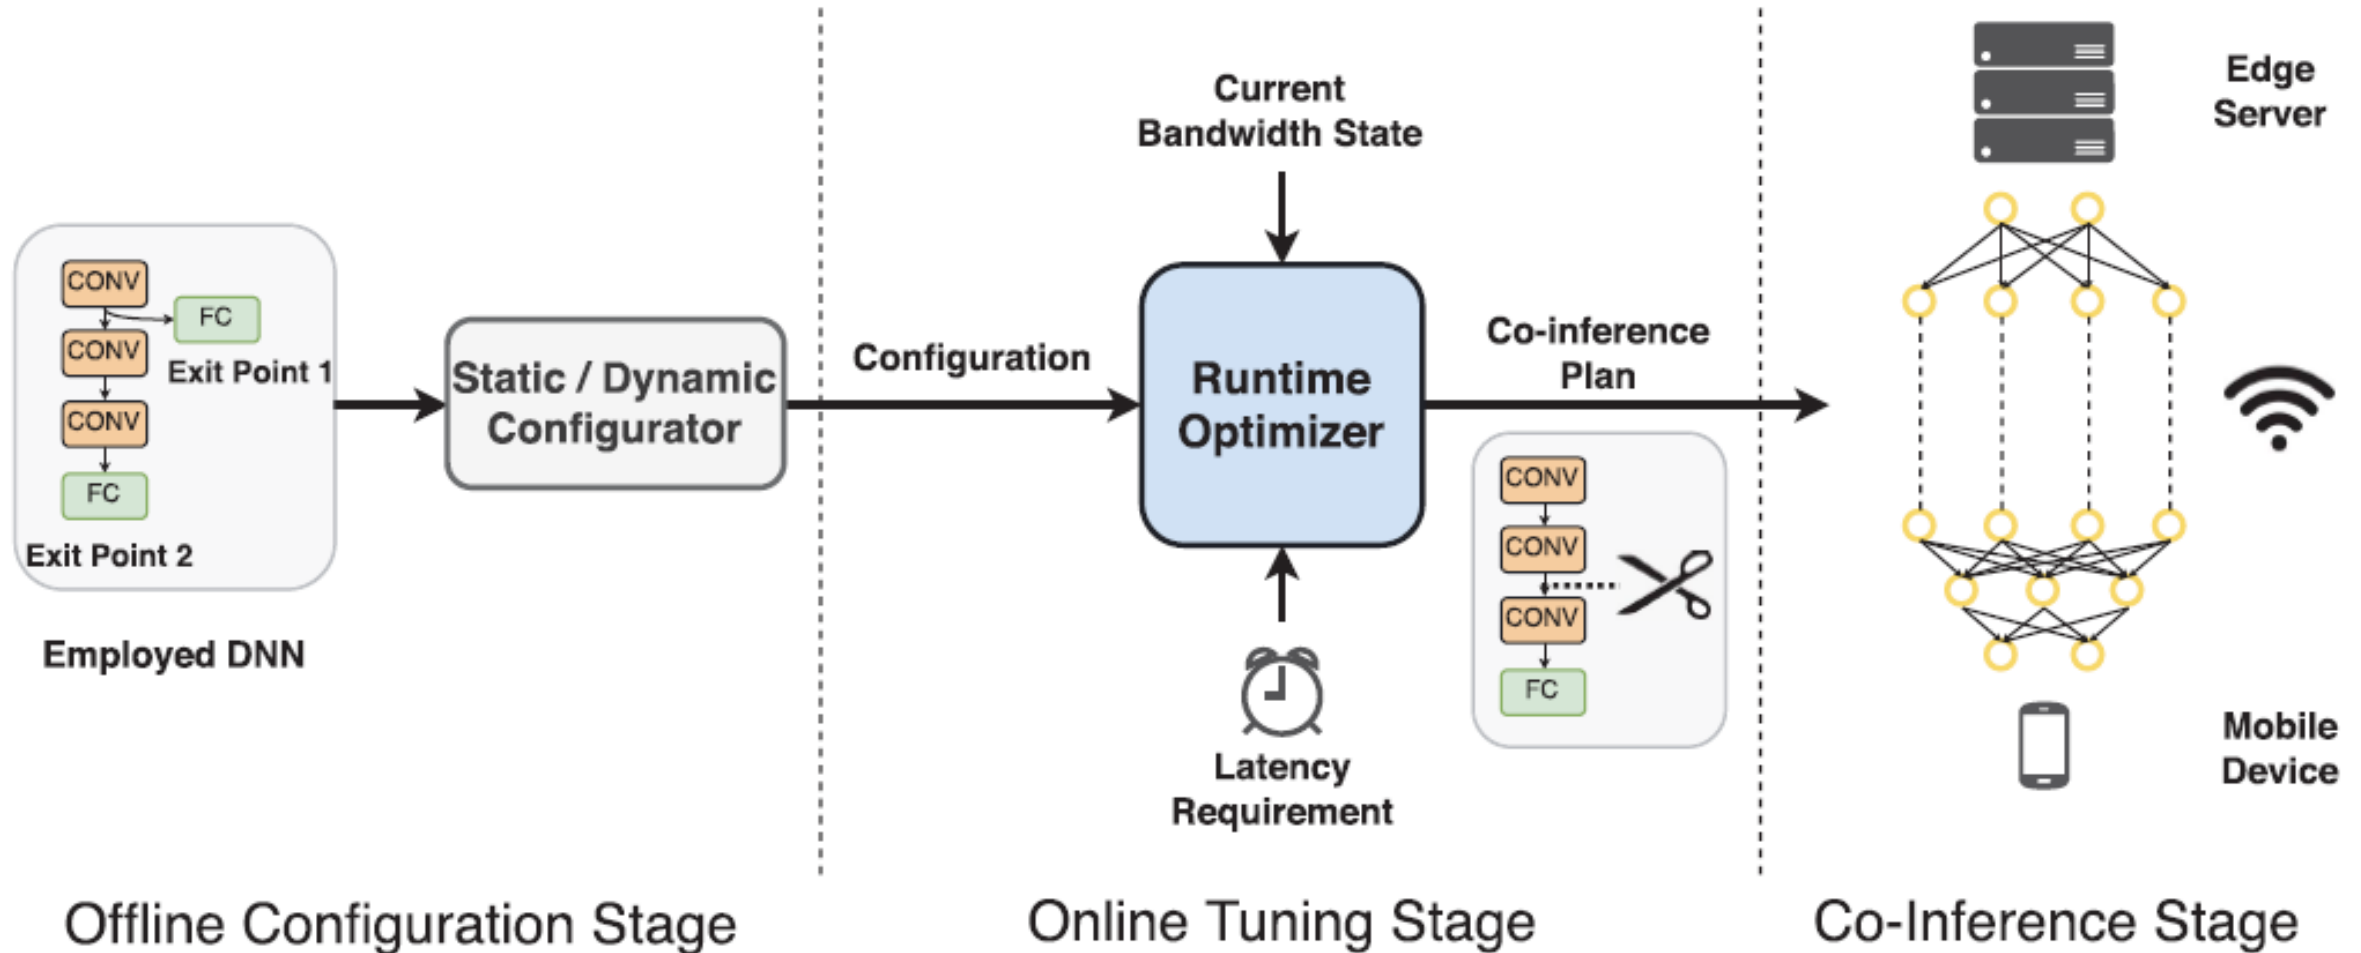 CONV
FC
CONV
Exit Point 1
CONV
FC
Exit Point 2
Employed DNN
Static / Dynamic
Configurator
Configuration
Current
Bandwidth State
Runtime
Optimizer
Latency
Requirement
Co-inference
Plan
CONV
CONV
CONV
FC
Edge
Server
Mobile
Device
Offline Configuration Stage
Online Tuning Stage
Co-Inference Stage